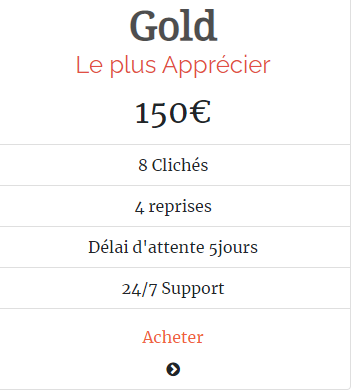 Gold
Le plus Apprécier
150€
8 Clichés
4 reprises
Délai d'attente 5jours
24/7 Support
Acheter